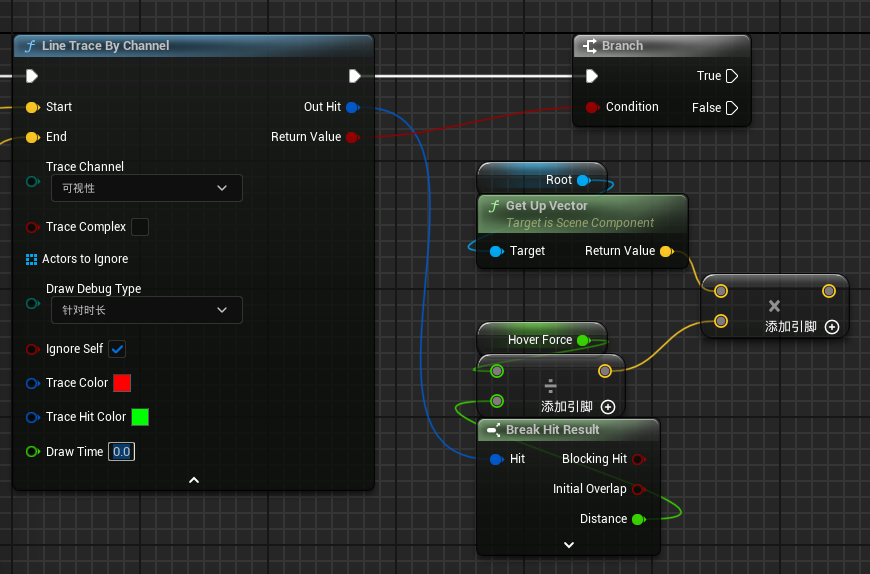 Line Trace By Channel
Start
Out Hit
End
Return Value
Trace Channel
可视性
Trace Complex
Actors to Ignore
Draw Debug Type
针对时长
Ignore Self
Trace Color
Trace Hit Color
Draw Time
0.0
Branch
True
Condition
False
Root
Get Up Vector
Target is Scene Component
Target
Return Value
添加引脚
Hover Force
添加引脚
Break Hit Result
Hit
Blocking Hit
Initial Overlap
Distance